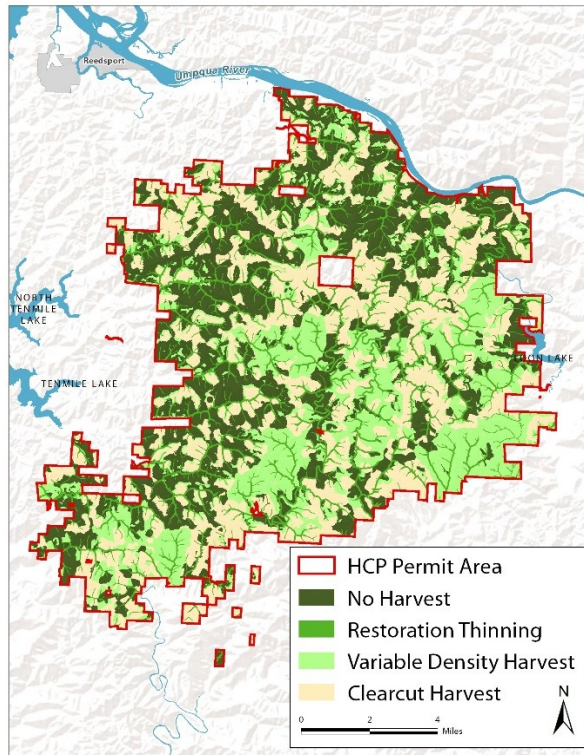 Reedsport
Umpqua River
NORTH
TENMILE
LAKE
TENMILE LAKE
LOON LAKE
HCP Permit Area
No Harvest
Restoration Thinning
Variable Density Harvest
Clearcut Harvest
N
0 2 4
Miles